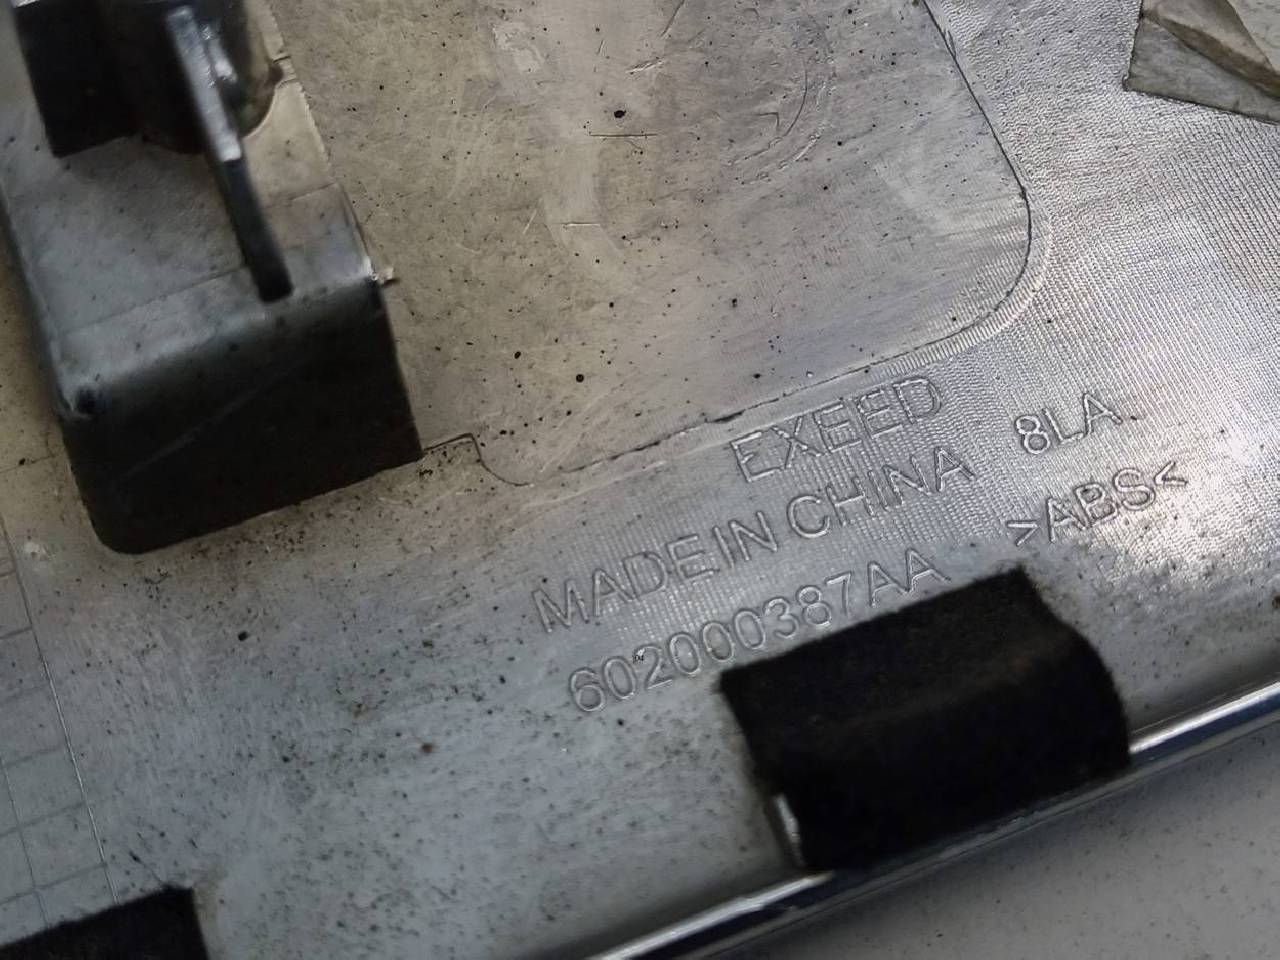 EXEED
MADE IN CHINA 8LA
602000387AA >ABS<